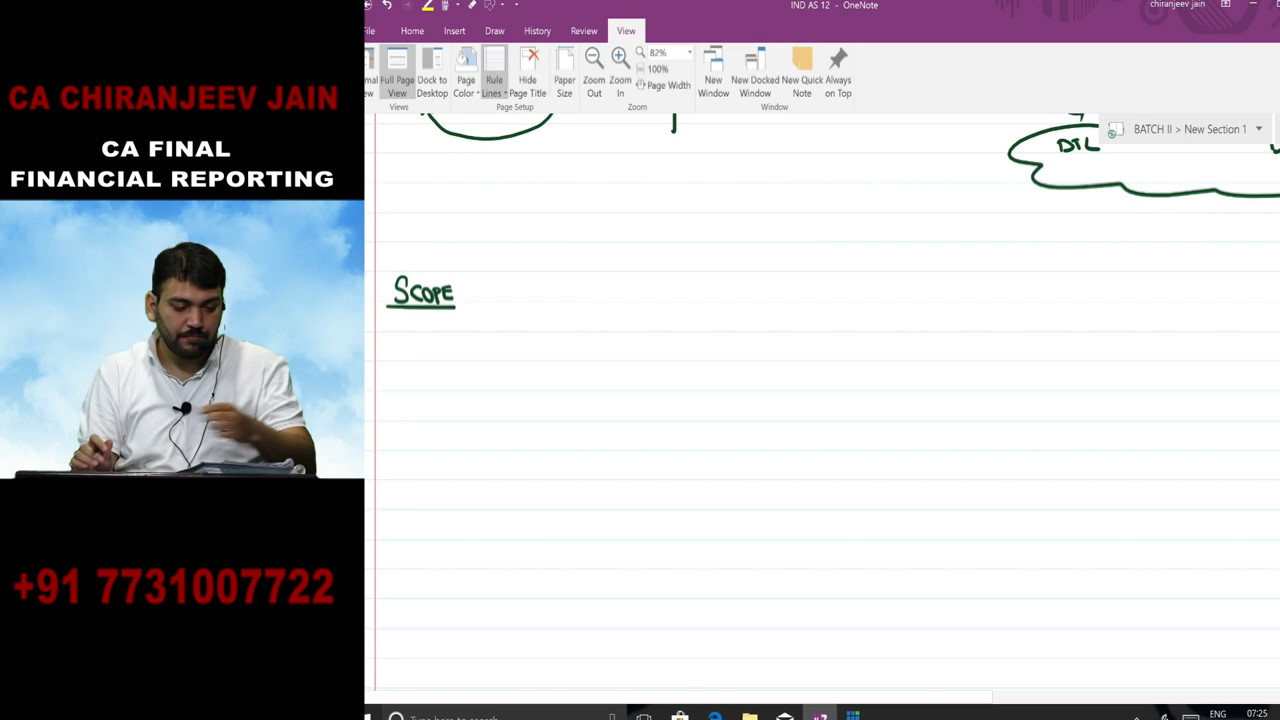 CA CHIRANJEEV JAIN
CA FINAL
FINANCIAL REPORTING
+91 7731007722
IND AS 12 - OneNote
chiranjeev jain
Home Insert Draw History Review View
Full Page View
Dock to Desktop
Page Color
Rule Lines
Hide Page Title
Paper Size
Zoom Out
Zoom In
82%
100%
Page Width
New Window
New Docked Window
New Quick Note
Always on Top
Views
Page Setup
Zoom
Window
BATCH II > New Section 1
DTL
SCOPE
ENG
07:25